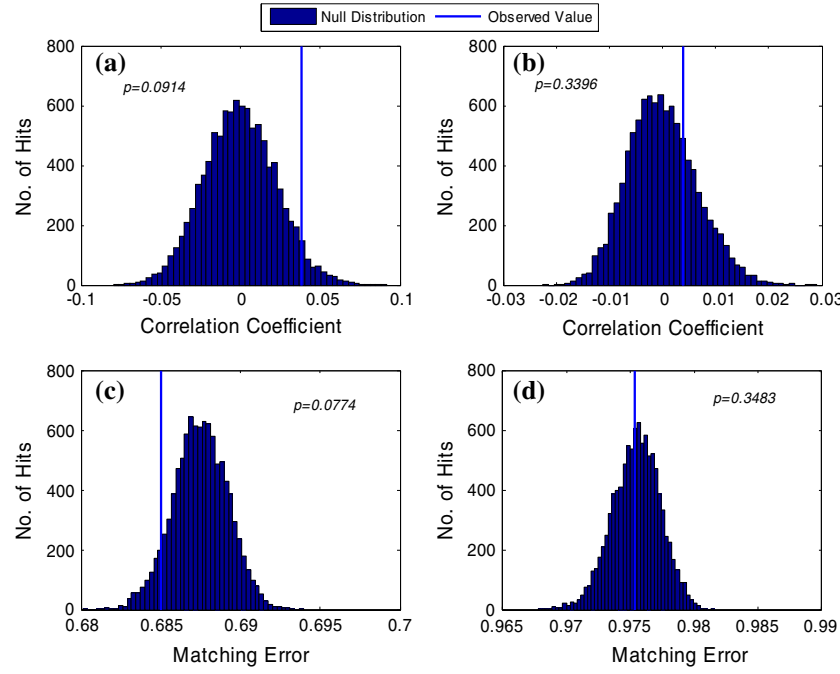 Null Distribution Observed Value
(a)
p=0.0914
No. of Hits
800
600
400
200
0
-0.1 -0.05 0 0.05 0.1
Correlation Coefficient
(b)
p=0.3396
No. of Hits
800
600
400
200
0
-0.03 -0.02 -0.01 0 0.01 0.02 0.03
Correlation Coefficient
(c)
p=0.0774
No. of Hits
800
600
400
200
0
0.68 0.685 0.69 0.695 0.7
Matching Error
(d)
p=0.3483
No. of Hits
800
600
400
200
0
0.965 0.97 0.975 0.98 0.985 0.99
Matching Error